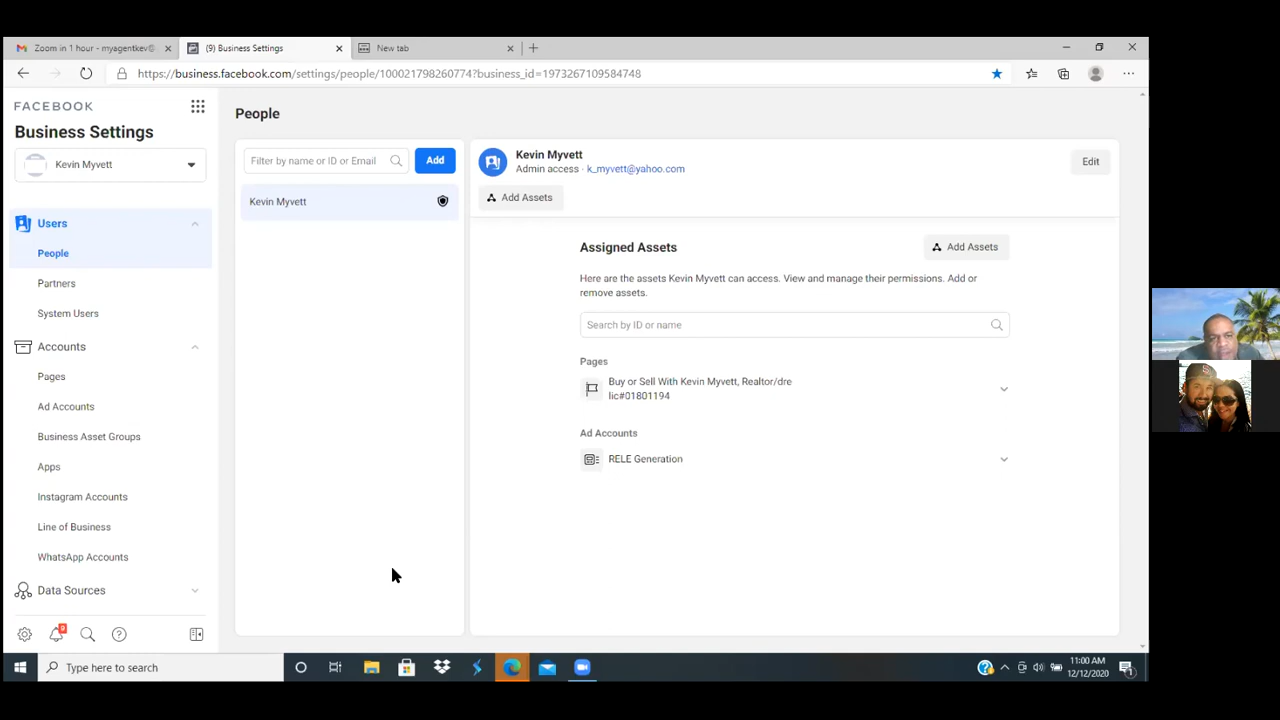 Zoom in 1 hour - myagentkev@
(9) Business Settings
New tab
https://business.facebook.com/settings/people/100021798260774?business_id=1973267109584748
FACEBOOK
Business Settings
Kevin Myvett
Users
People
Partners
System Users
Accounts
Pages
Ad Accounts
Business Asset Groups
Apps
Instagram Accounts
Line of Business
WhatsApp Accounts
Data Sources
9
People
Filter by name or ID or Email
Add
Kevin Myvett
Kevin Myvett
Admin access · k_myvett@yahoo.com
Edit
Add Assets
Assigned Assets
Add Assets
Here are the assets Kevin Myvett can access. View and manage their permissions. Add or
remove assets.
Search by ID or name
Pages
Buy or Sell With Kevin Myvett, Realtor/dre
lic#01801194
Ad Accounts
RELE Generation
Type here to search
11:00 AM
12/12/2020
1